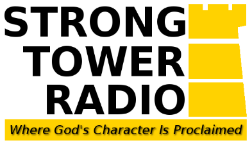 STRONG
TOWER
RADIO
Where God's Character Is Proclaimed